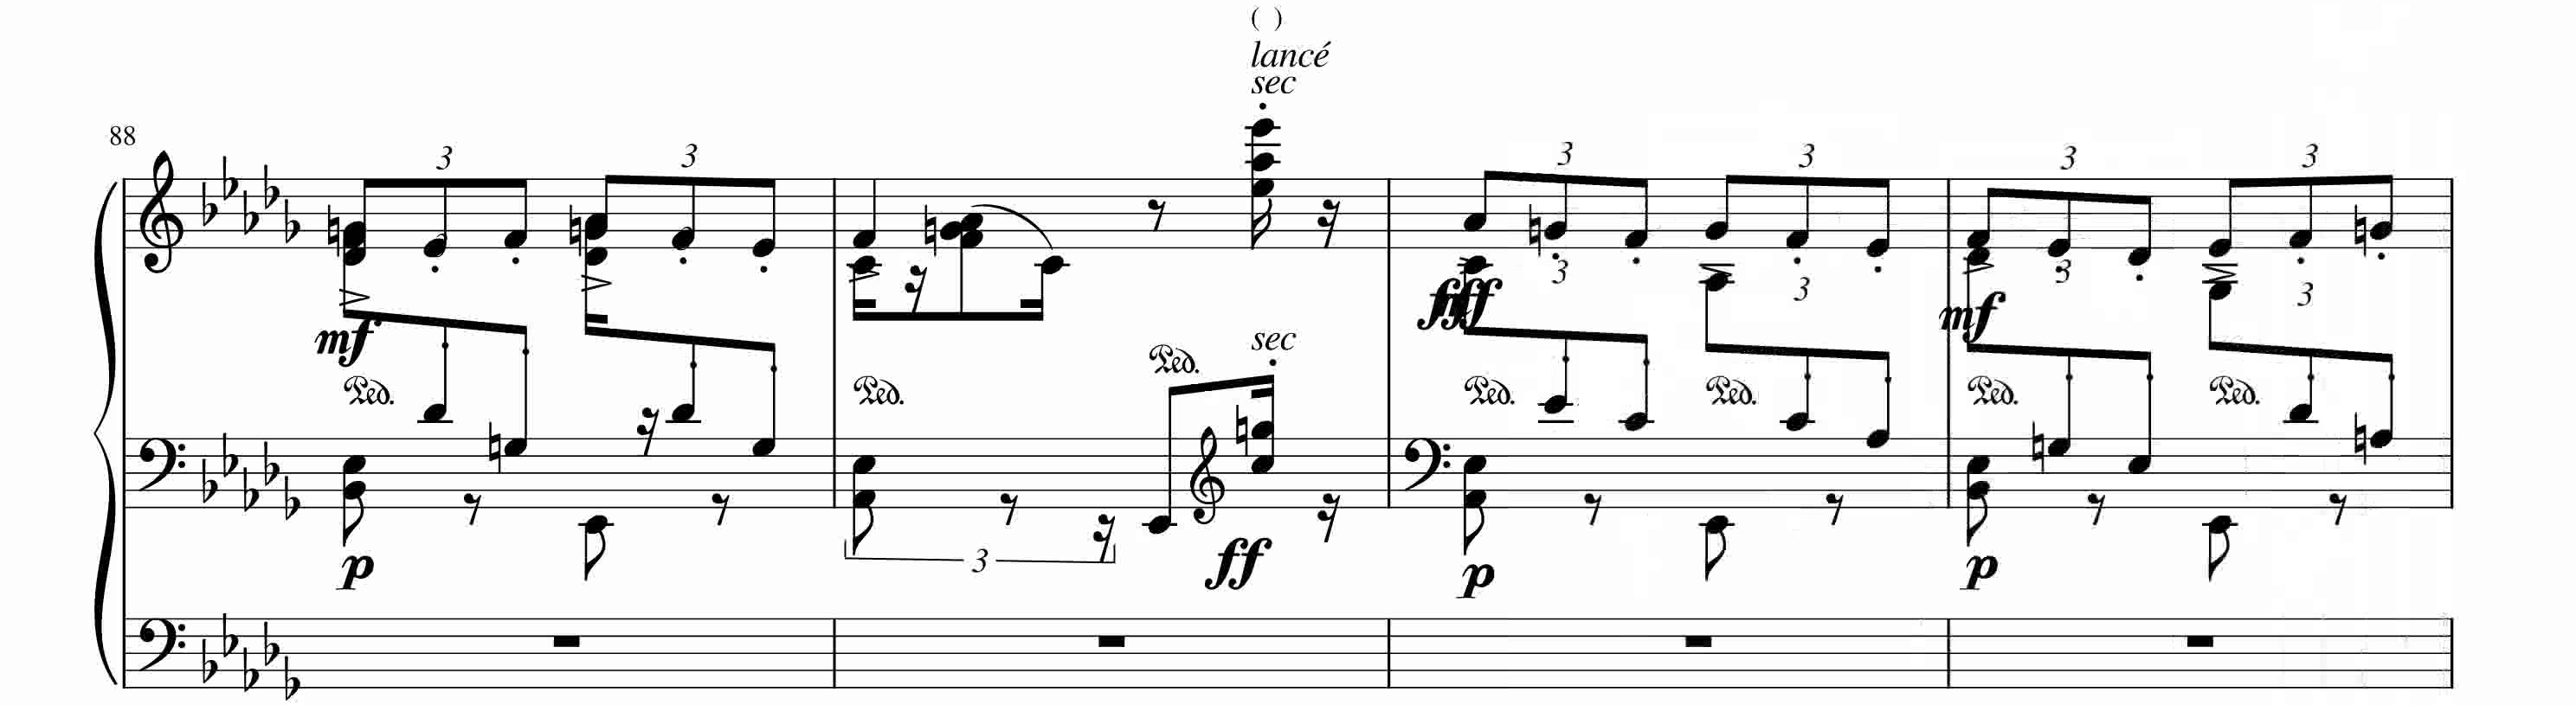 ( )
lancé
sec
88
3 3 3 3 3 3
3 3 3 3
mf fff mf
sec
Ped. Ped. Ped. Ped. Ped. Ped. Ped.
3
p ff p p